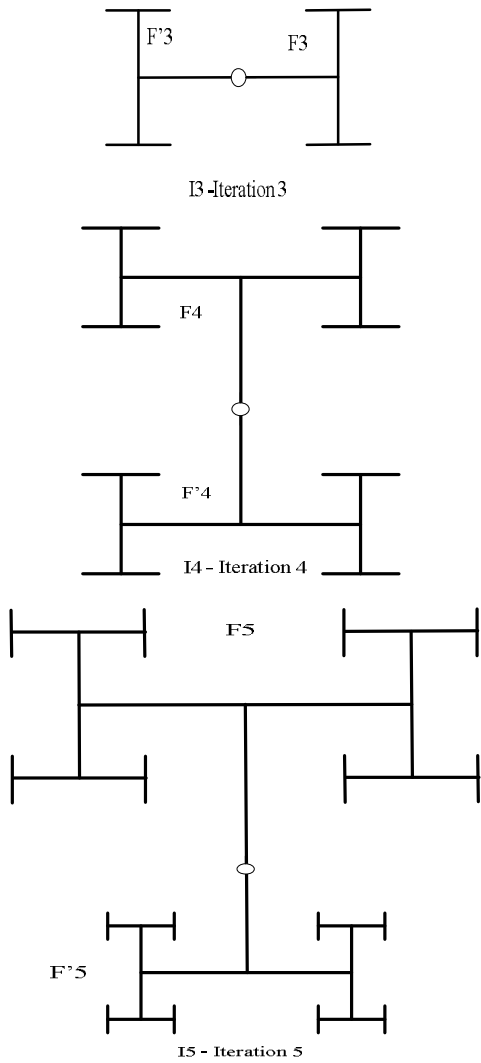 F'3
F3
I3 -Iteration 3
F4
F'4
I4 - Iteration 4
F5
F'5
I5 - Iteration 5